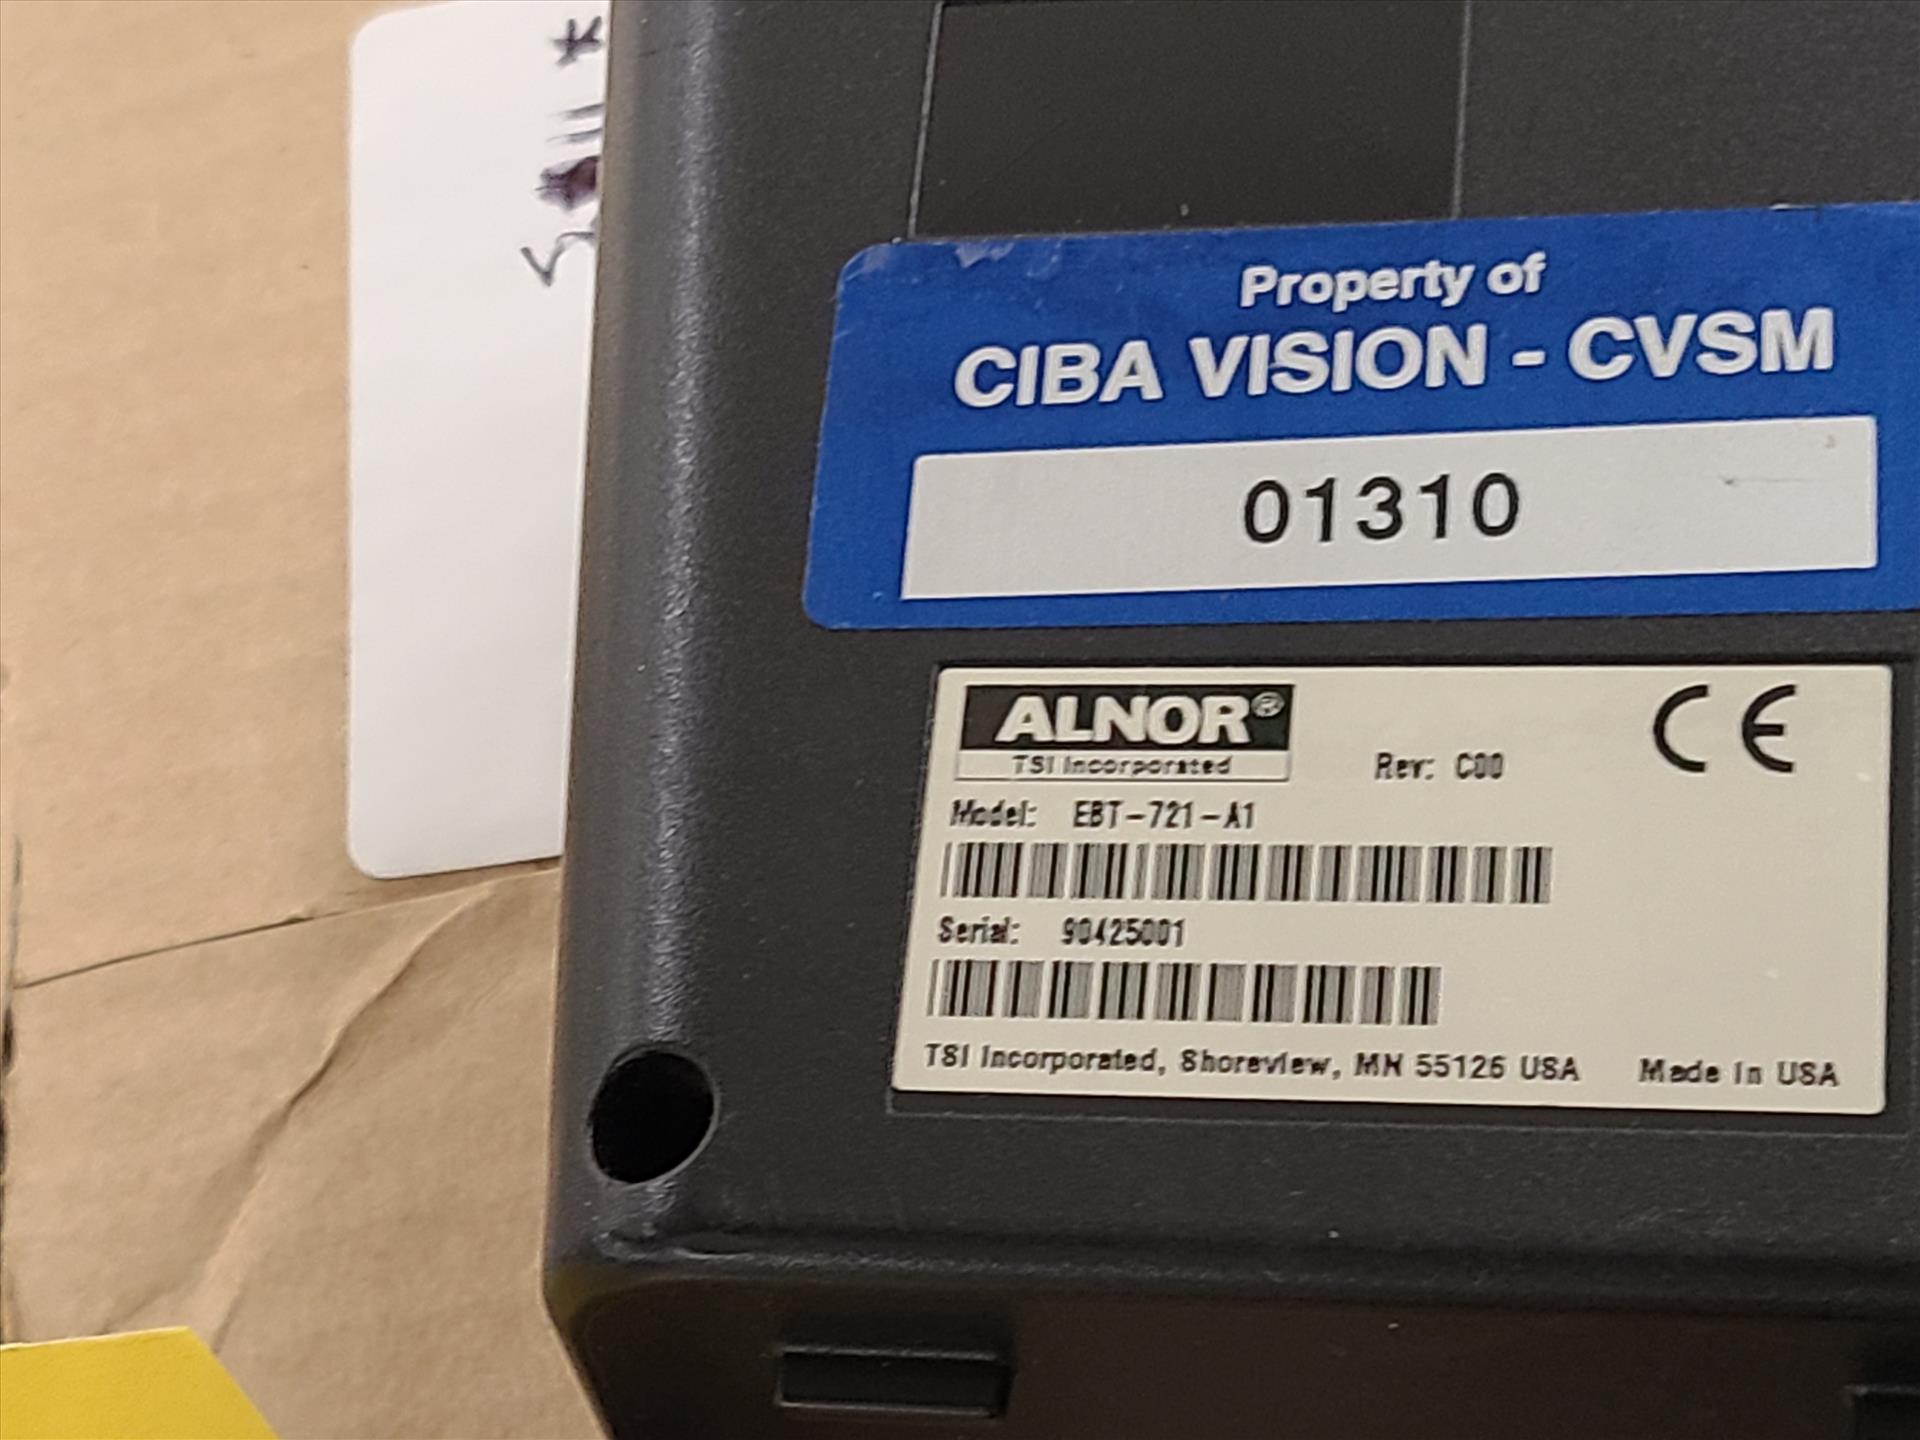 Property of
CIBA VISION - CVSM
01310
ALNOR®
TSI Incorporated
Rev: C00
CE
Model: EBT-721-A1
Serial: 90425001
TSI Incorporated, Shoreview, MN 55126 USA Made in USA